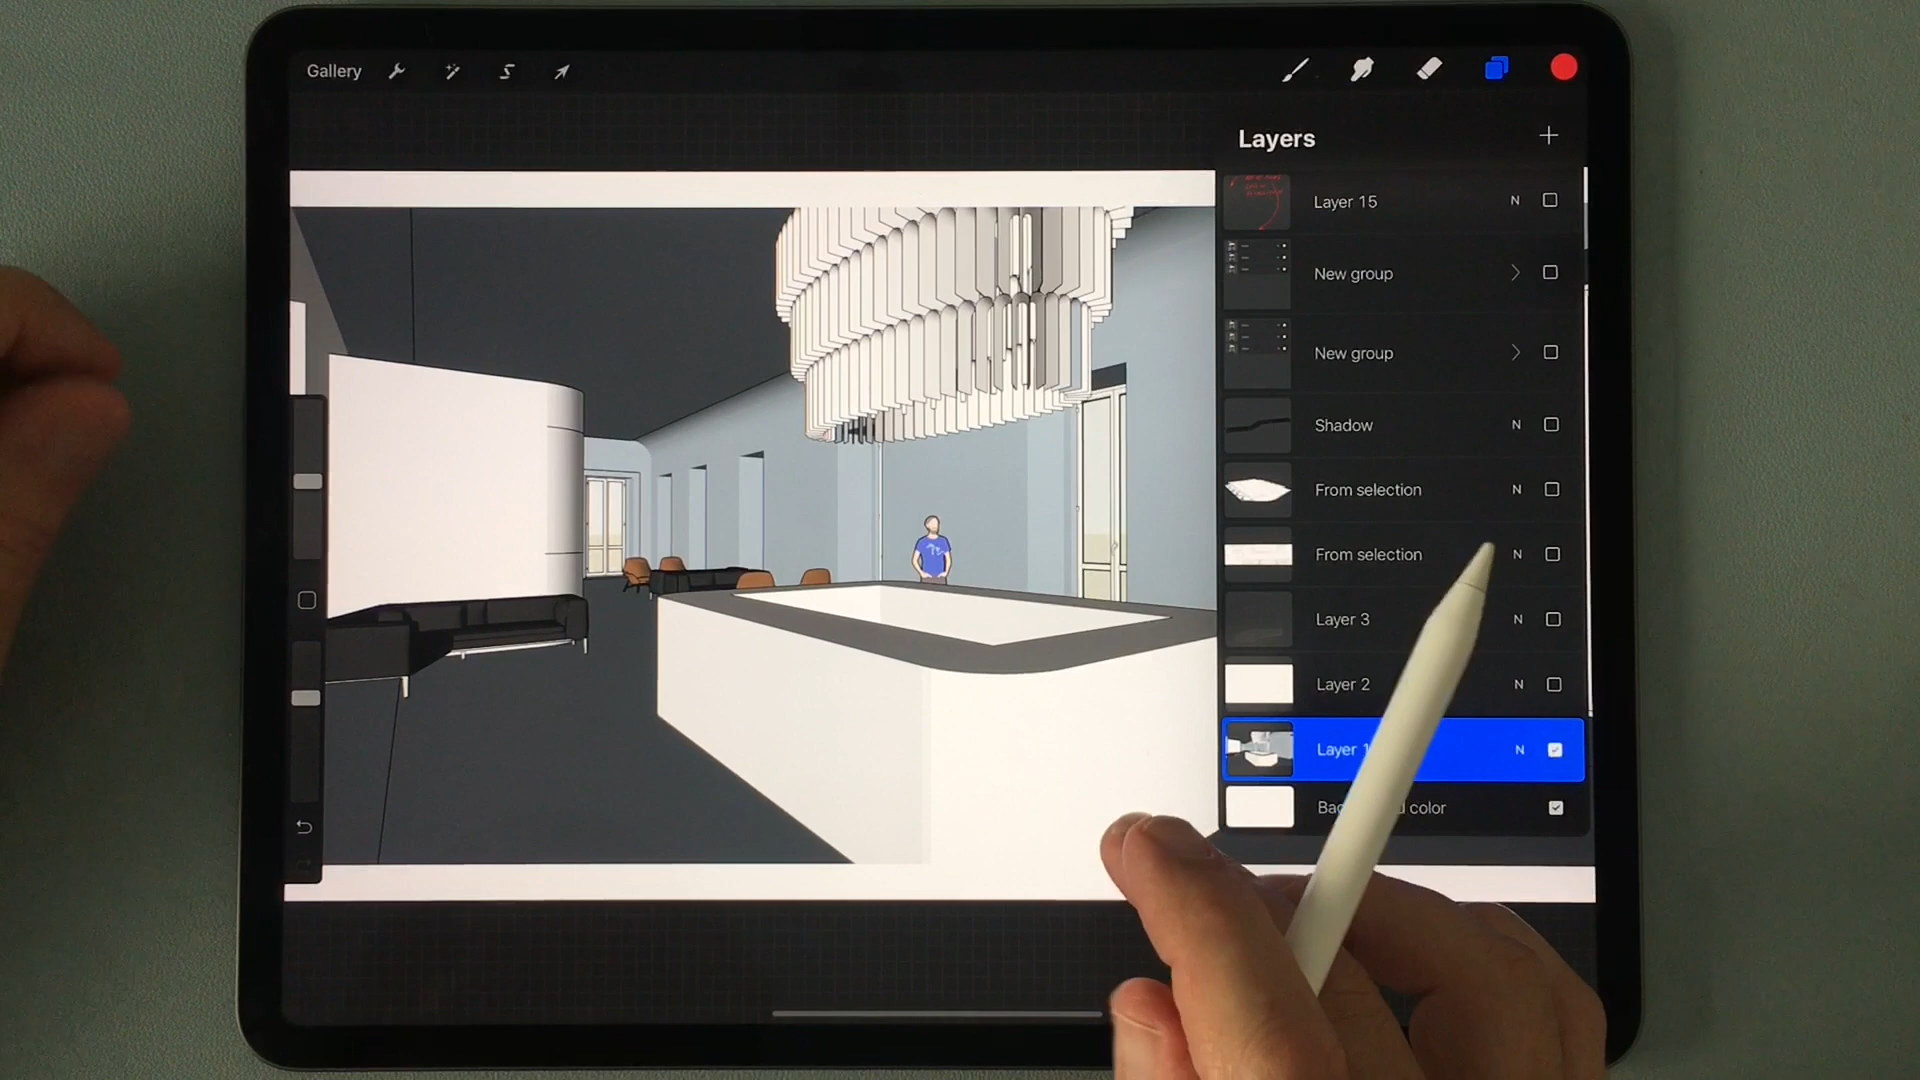 Gallery
Layers
Layer 15 N
New group
New group
Shadow N
From selection N
From selection N
Layer 3 N
Layer 2 N
Layer N
color